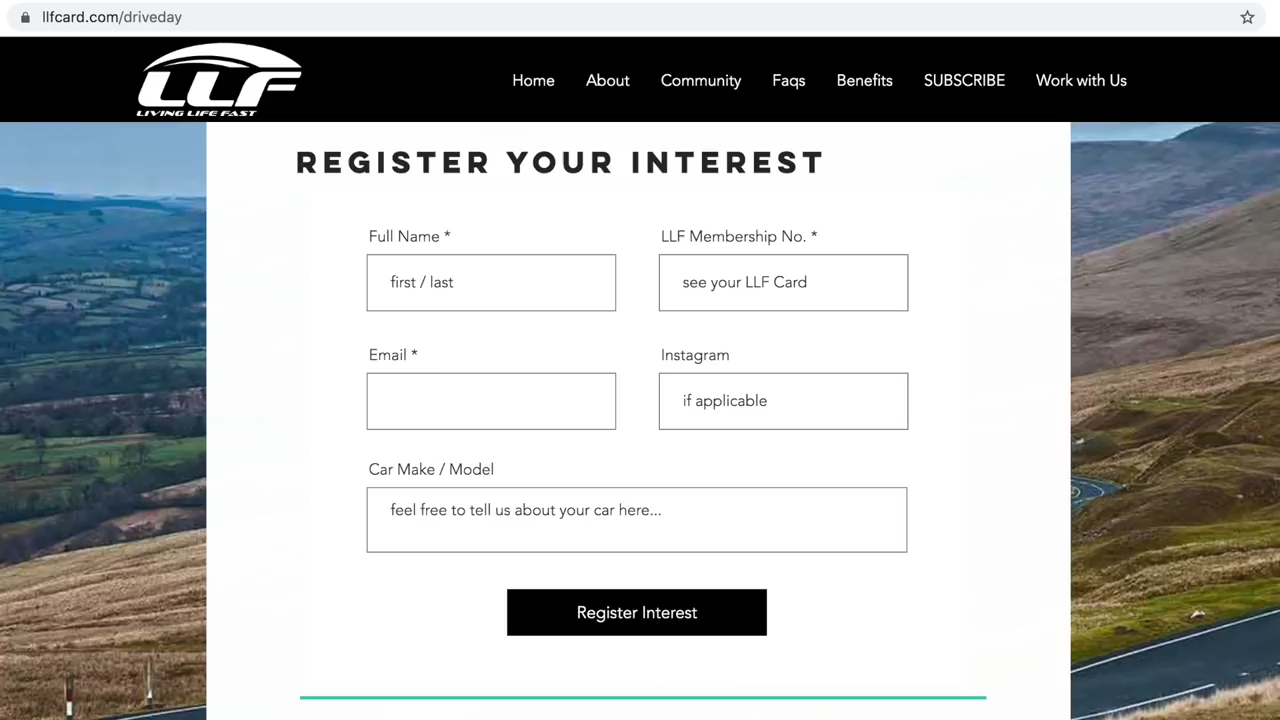 llfcard.com/driveday
LLF
LIVING LIFE FAST
Home About Community Faqs Benefits SUBSCRIBE Work with Us
REGISTER YOUR INTEREST
Full Name * LLF Membership No. *
first / last see your LLF Card
Email * Instagram
if applicable
Car Make / Model
feel free to tell us about your car here...
Register Interest